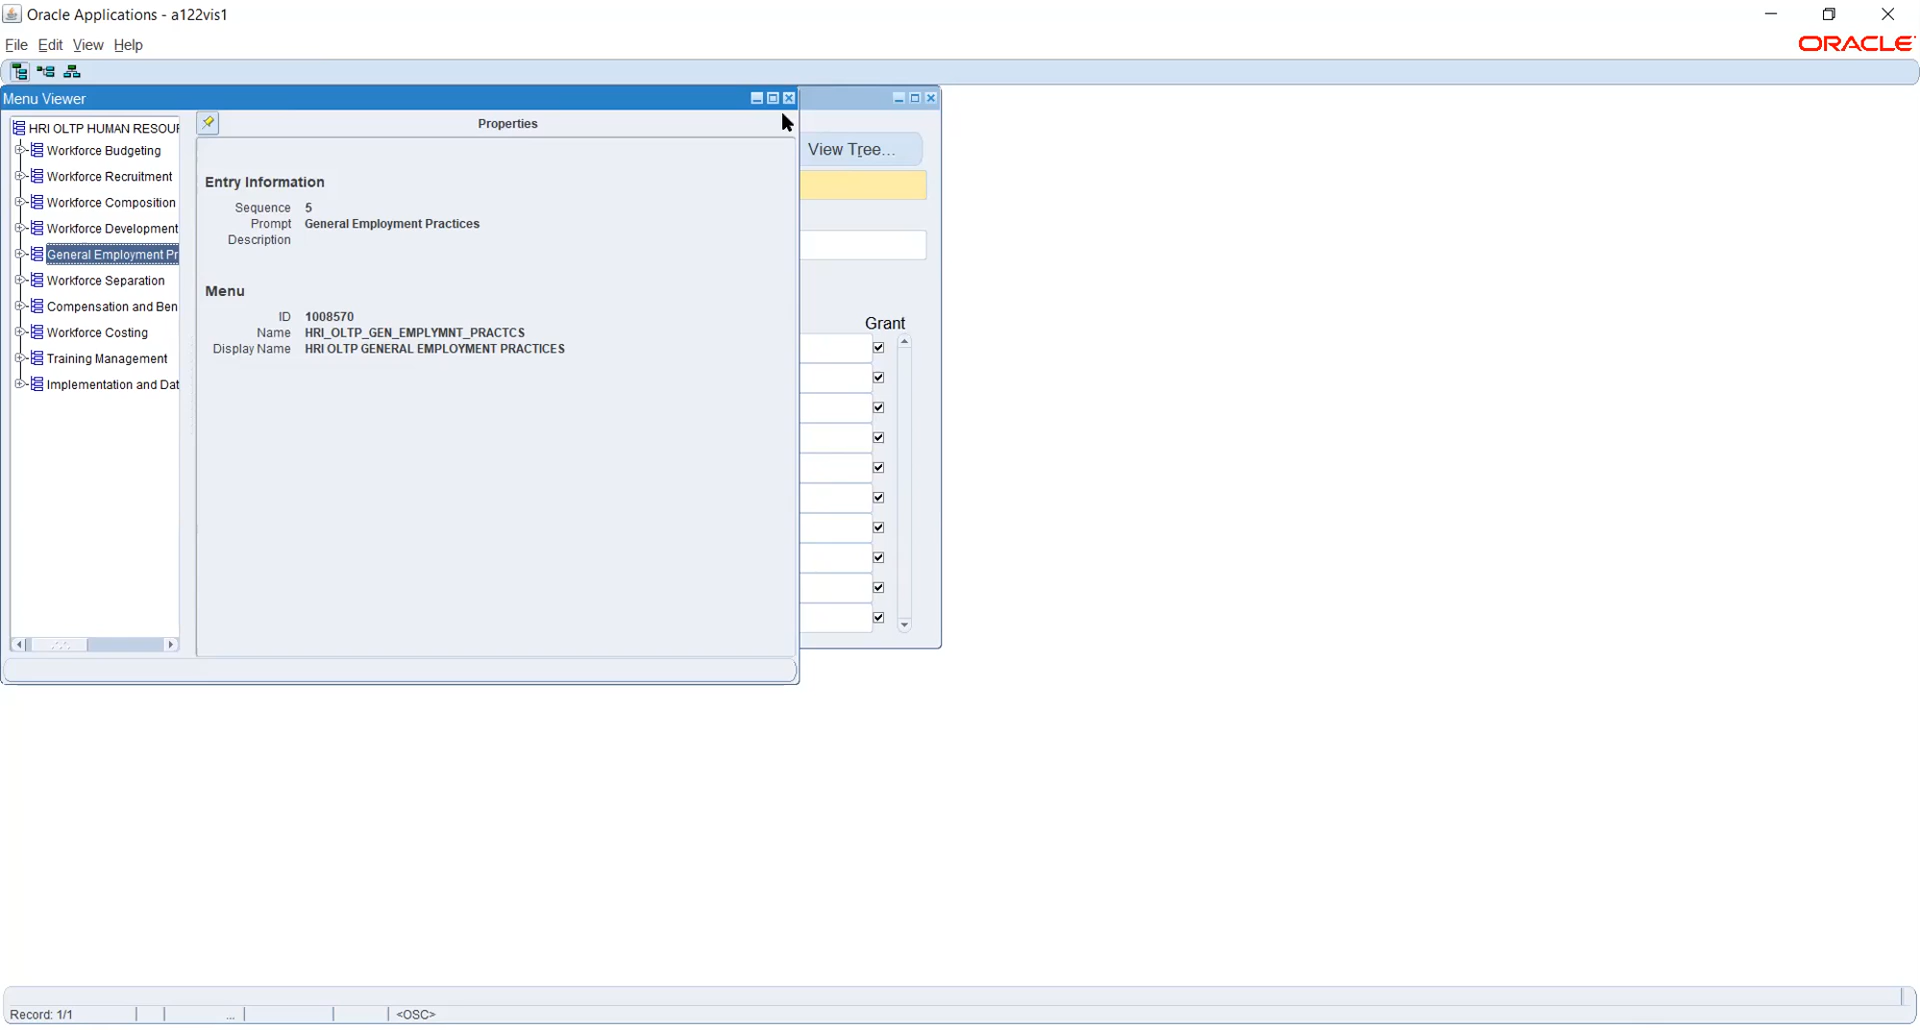 Oracle Applications - a122vis1
File Edit View Help
ORACLE
Menu Viewer
HRI OLTP HUMAN RESOU
Workforce Budgeting
Workforce Recruitment
Workforce Composition
Workforce Development
General Employment Pr
Workforce Separation
Compensation and Ben
Workforce Costing
Training Management
Implementation and Dat
Properties
Entry Information
Sequence 5
Prompt General Employment Practices
Description
Menu
ID 1008570
Name HRI_OLTP_GEN_EMPLYMNT_PRACTCS
Display Name HRI OLTP GENERAL EMPLOYMENT PRACTICES
View Tree...
Grant
Record: 1/1 ... <OSC>